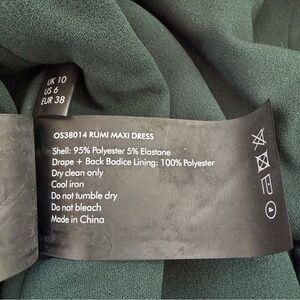 UK 10
US 6
EUR 38
OS38014 RUMI MAXI DRESS
Shell: 95% Polyester 5% Elastane
Drape + Back Bodice Lining: 100% Polyester
Dry clean only
Cool iron
Do not tumble dry
Do not bleach
Made in China